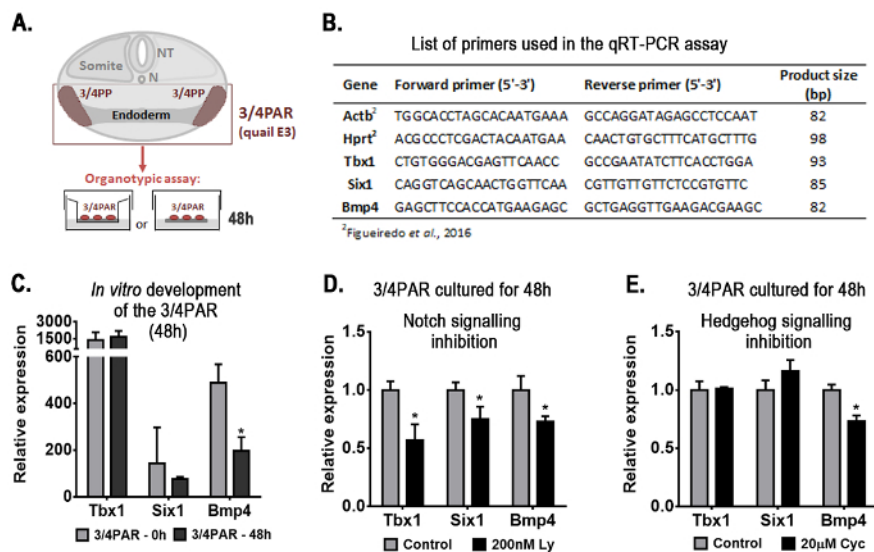 A.
Somite
NT
N
3/4PP
3/4PP
Endoderm
3/4PAR
(quail E3)
Organotypic assay:
3/4PAR
or
3/4PAR
48h
B.
List of primers used in the qRT-PCR assay
Gene Forward primer (5'-3') Reverse primer (5'-3') Product size (bp)
Actb2 TGGCACCTAGCACAATGAAA GCCAGGATAGAGCCTCCAAT 82
Hprt2 ACGCCCTCGACTACAATGAA CAACTGTGCTTTCATGCTTTG 98
Tbx1 CTGTGGGACGAGTTCAACC GCCGAATATCTTCACCTGGA 93
Six1 CAGGTCAGCAACTGGTTCAA CGTTGTTGTTCTCCGTGTTC 85
Bmp4 GAGCTTCCACCATGAAGAGC GCTGAGGTTGAAGACGAAGC 82
2Figueiredo et al., 2016
C.
In vitro development
of the 3/4PAR
(48h)
Relative expression
3000
1500
600
400
200
0
*
Tbx1 Six1 Bmp4
3/4PAR - 0h 3/4PAR - 48h
D.
3/4PAR cultured for 48h
Notch signalling
inhibition
Relative expression
1.5
1.0
0.5
0.0
* * *
Tbx1 Six1 Bmp4
Control 200nM Ly
E.
3/4PAR cultured for 48h
Hedgehog signalling
inhibition
Relative expression
1.5
1.0
0.5
0.0
*
Tbx1 Six1 Bmp4
Control 20µM Cyc